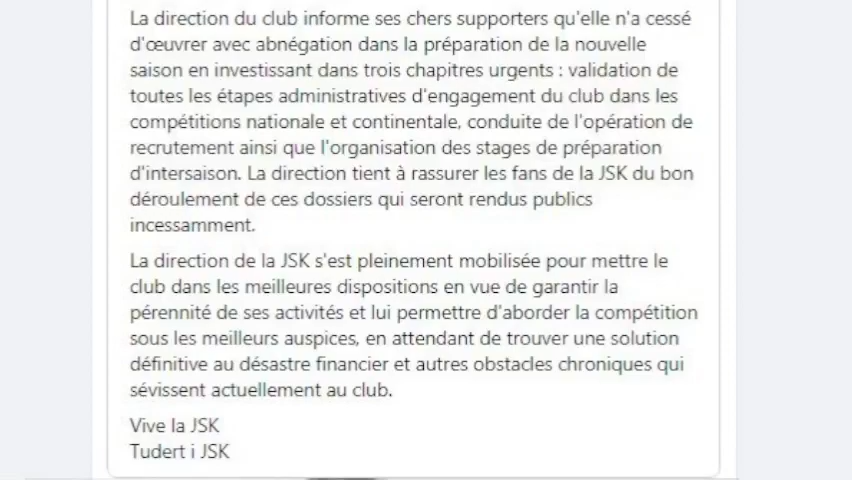 La direction du club informe ses chers supporters qu'elle n'a cessé
d'œuvrer avec abnégation dans la préparation de la nouvelle
saison en investissant dans trois chapitres urgents : validation de
toutes les étapes administratives d'engagement du club dans les
compétitions nationale et continentale, conduite de l'opération de
recrutement ainsi que l'organisation des stages de préparation
d'intersaison. La direction tient à rassurer les fans de la JSK du bon
déroulement de ces dossiers qui seront rendus publics
incessamment.
La direction de la JSK s'est pleinement mobilisée pour mettre le
club dans les meilleures dispositions en vue de garantir la
pérennité de ses activités et lui permettre d'aborder la compétition
sous les meilleurs auspices, en attendant de trouver une solution
définitive au désastre financier et autres obstacles chroniques qui
sévissent actuellement au club.
Vive la JSK
Tudert i JSK